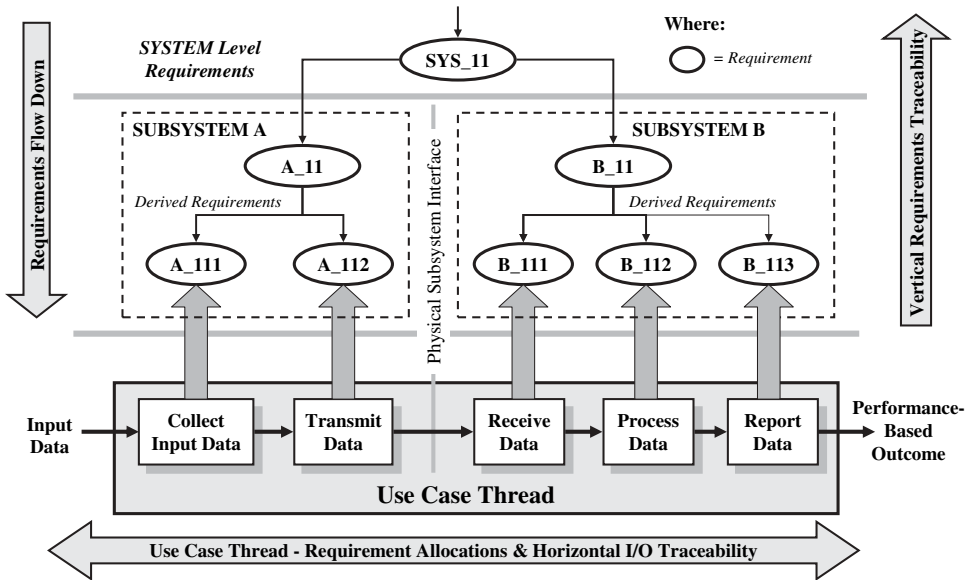 Where:
= Requirement
SYSTEM Level
Requirements
SYS_11
Requirements Flow Down
Vertical Requirements Traceability
SUBSYSTEM A
SUBSYSTEM B
Physical Subsystem Interface
A_11
B_11
Derived Requirements
Derived Requirements
A_111
A_112
B_111
B_112
B_113
Input
Data
Collect
Input Data
Transmit
Data
Receive
Data
Process
Data
Report
Data
Performance-
Based
Outcome
Use Case Thread
Use Case Thread - Requirement Allocations & Horizontal I/O Traceability